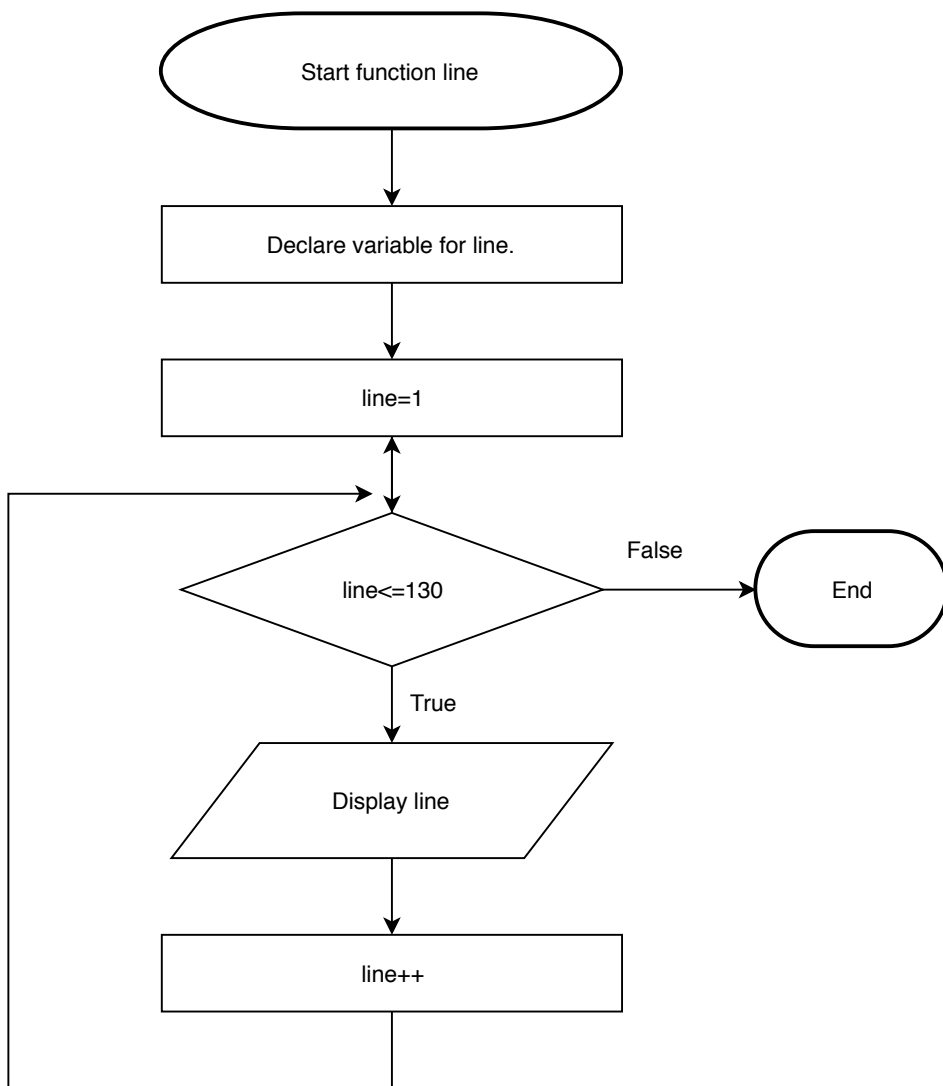 Start function line
Declare variable for line.
line=1
line<=130
False
End
True
Display line
line++